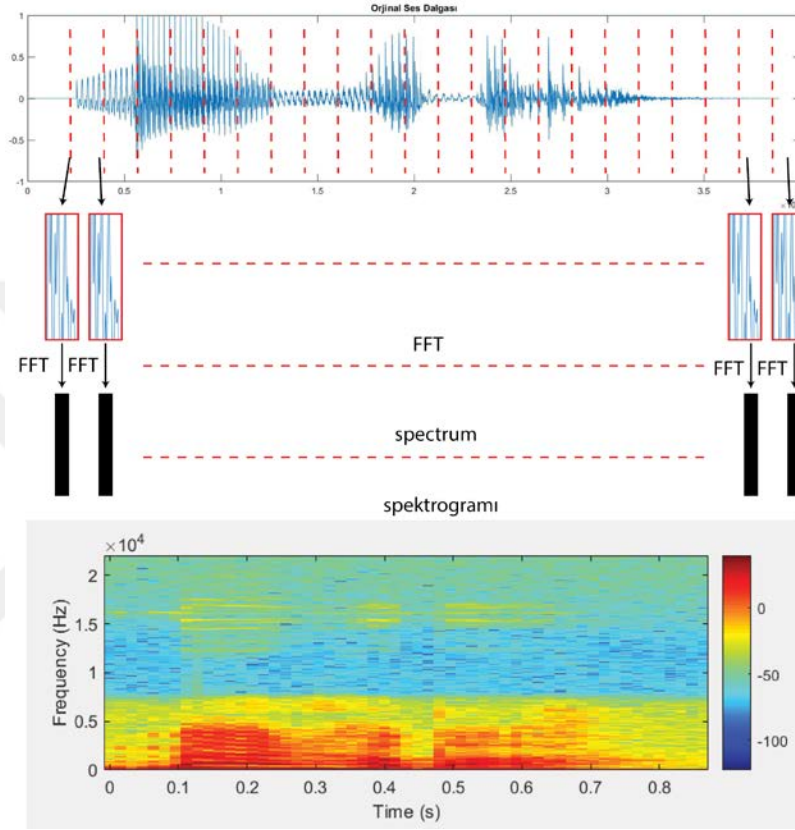 Orjinal Ses Dalgası
1
0.5
0
-0.5
-1
0 0.5 1 1.5 2 2.5 3 3.5
FFT FFT FFT FFT FFT
spectrum
spektrogramı
×10⁴
2
1.5
1
0.5
0
Frequency (Hz)
0 0.1 0.2 0.3 0.4 0.5 0.6 0.7 0.8
Time (s)
0
-50
-100